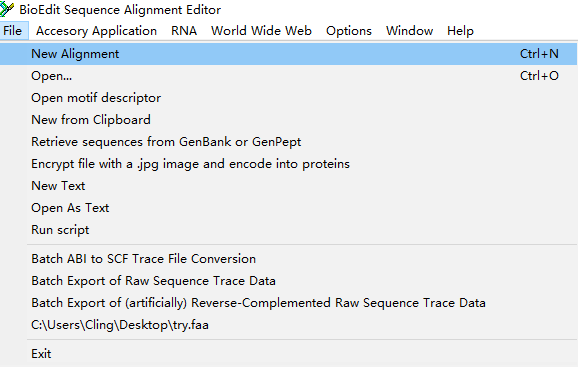 BioEdit Sequence Alignment Editor
File Accesory Application RNA World Wide Web Options Window Help
New Alignment Ctrl+N
Open... Ctrl+O
Open motif descriptor
New from Clipboard
Retrieve sequences from GenBank or GenPept
Encrypt file with a .jpg image and encode into proteins
New Text
Open As Text
Run script
Batch ABI to SCF Trace File Conversion
Batch Export of Raw Sequence Trace Data
Batch Export of (artificially) Reverse-Complemented Raw Sequence Trace Data
C:\Users\Cling\Desktop\try.faa
Exit